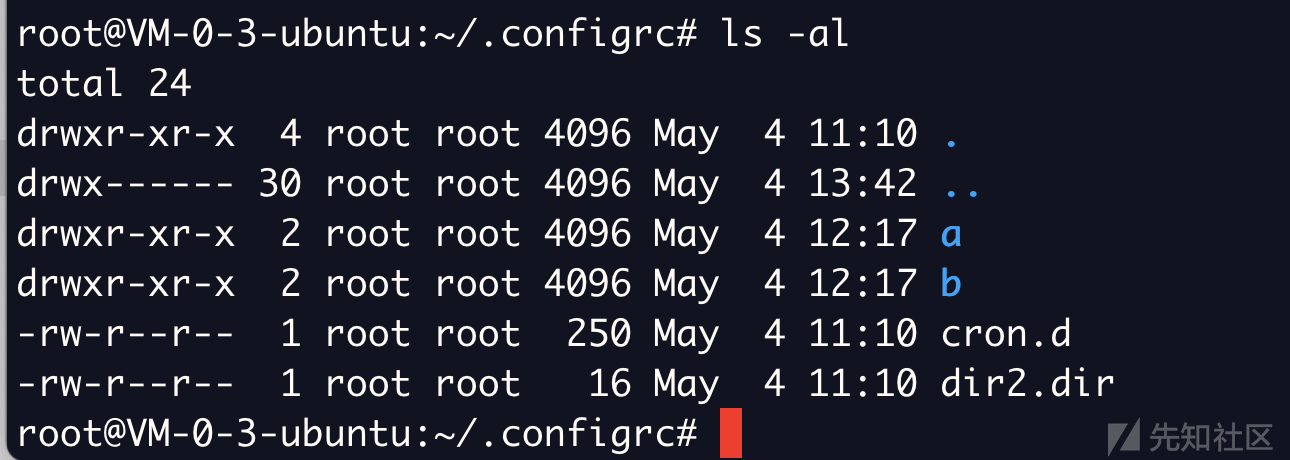 root@VM-0-3-ubuntu:~/.configrc# ls -al
total 24
drwxr-xr-x  4 root root 4096 May  4 11:10 .
drwx------ 30 root root 4096 May  4 13:42 ..
drwxr-xr-x  2 root root 4096 May  4 12:17 a
drwxr-xr-x  2 root root 4096 May  4 12:17 b
-rw-r--r--  1 root root  250 May  4 11:10 cron.d
-rw-r--r--  1 root root   16 May  4 11:10 dir2.dir
root@VM-0-3-ubuntu:~/.configrc#
先知社区